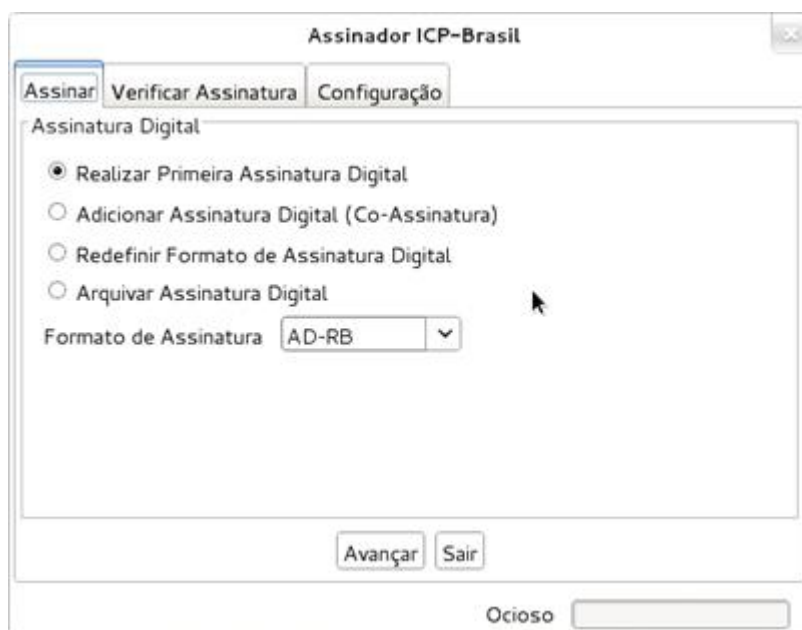 Assinador ICP-Brasil
Assinar Verificar Assinatura Configuração
Assinatura Digital
Realizar Primeira Assinatura Digital
Adicionar Assinatura Digital (Co-Assinatura)
Redefinir Formato de Assinatura Digital
Arquivar Assinatura Digital
Formato de Assinatura AD-RB
Avançar Sair
Ocioso